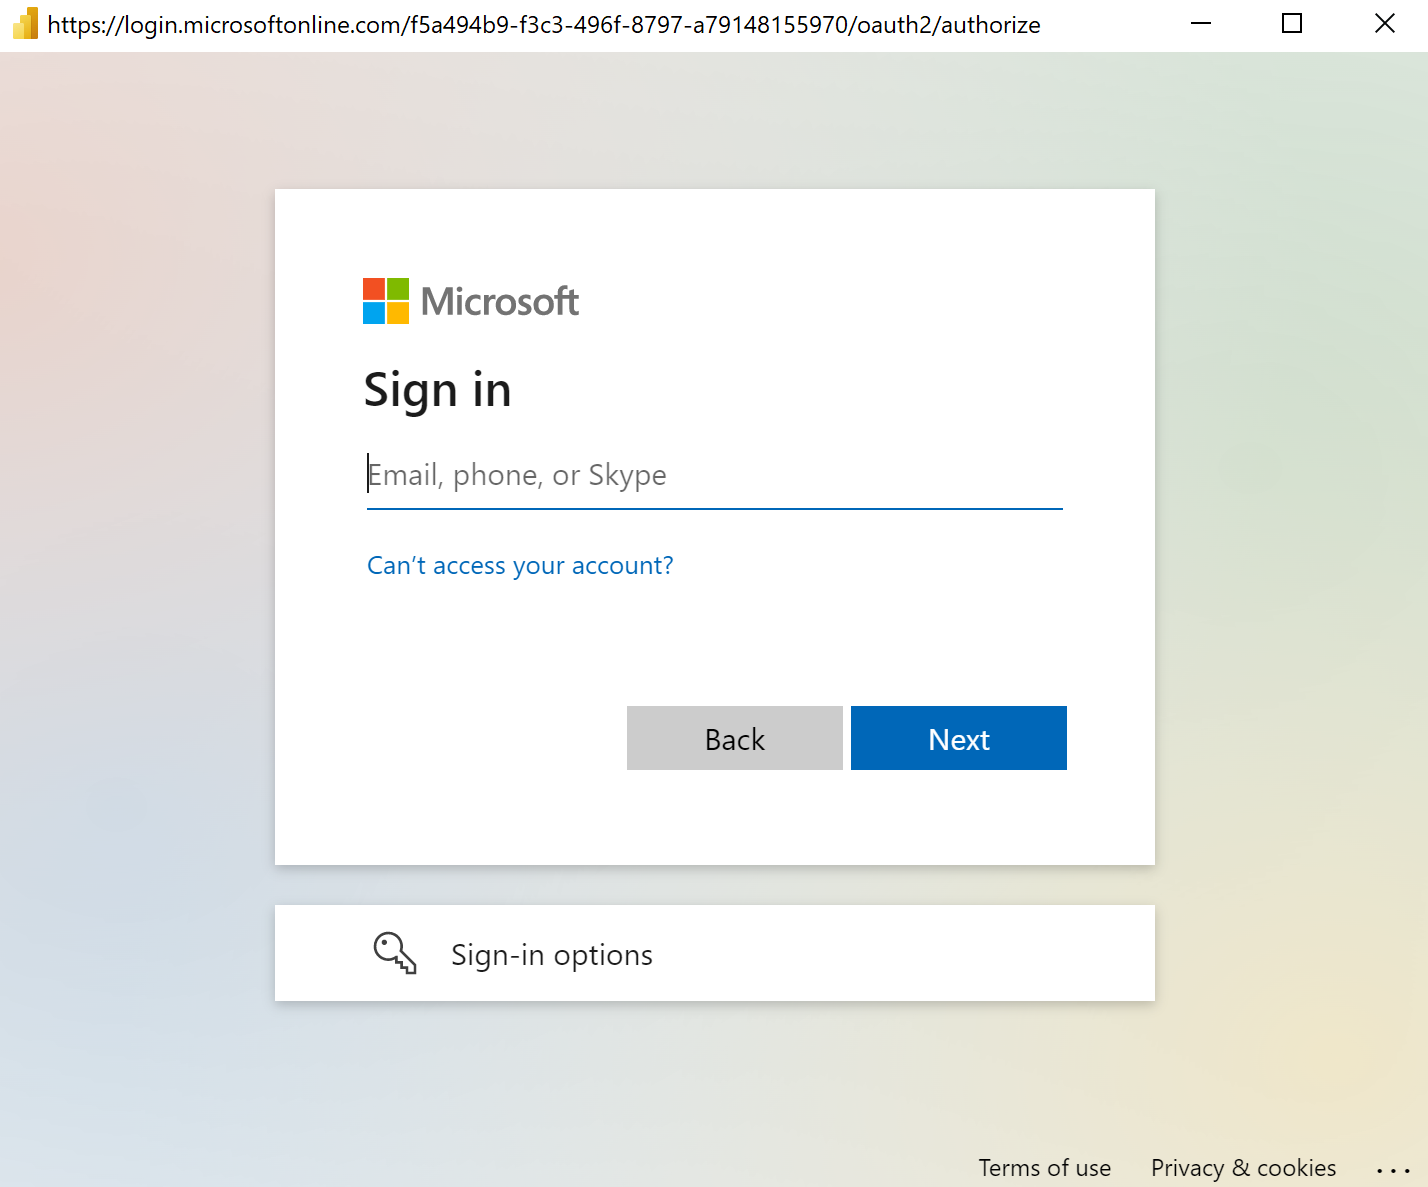 https://login.microsoftonline.com/f5a494b9-f3c3-496f-8797-a79148155970/oauth2/authorize
Microsoft
Sign in
Email, phone, or Skype
Can’t access your account?
Back Next
Sign-in options
Terms of use Privacy & cookies ...